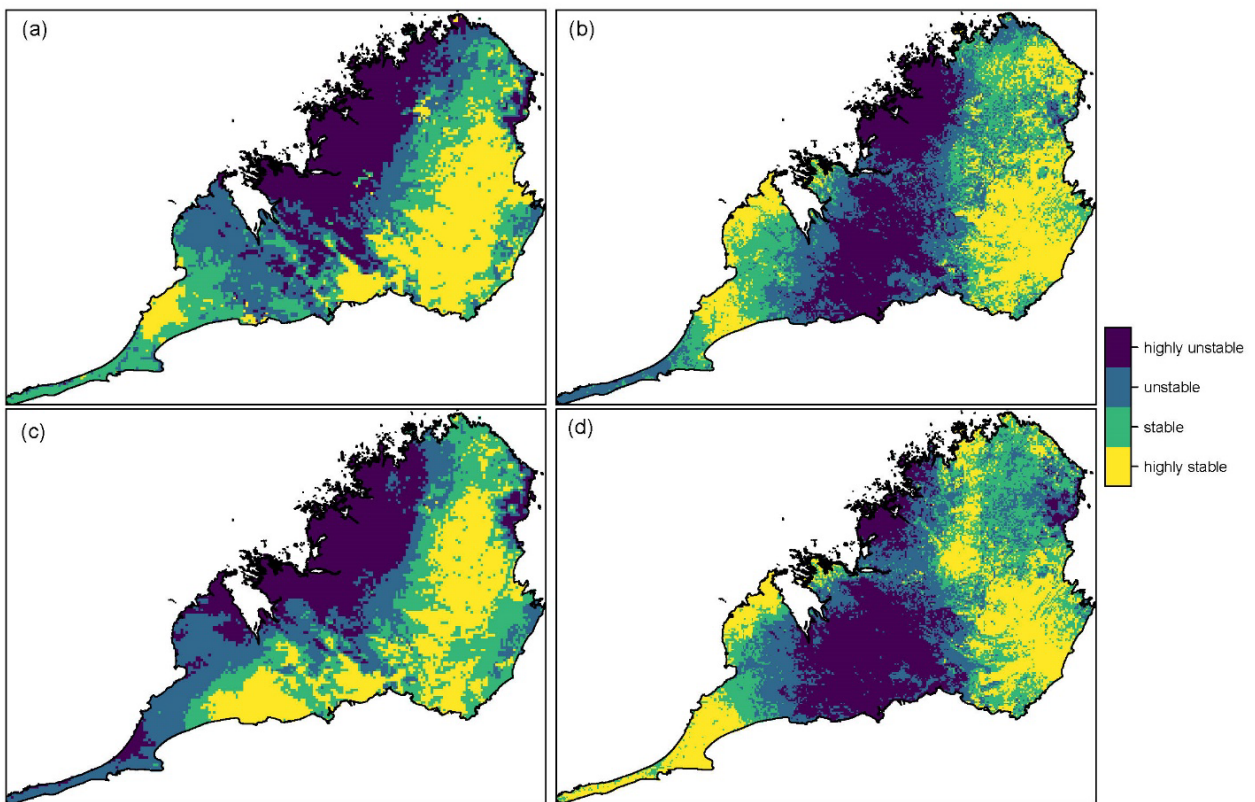 (a)
(b)
highly unstable
unstable
stable
highly stable
(c)
(d)